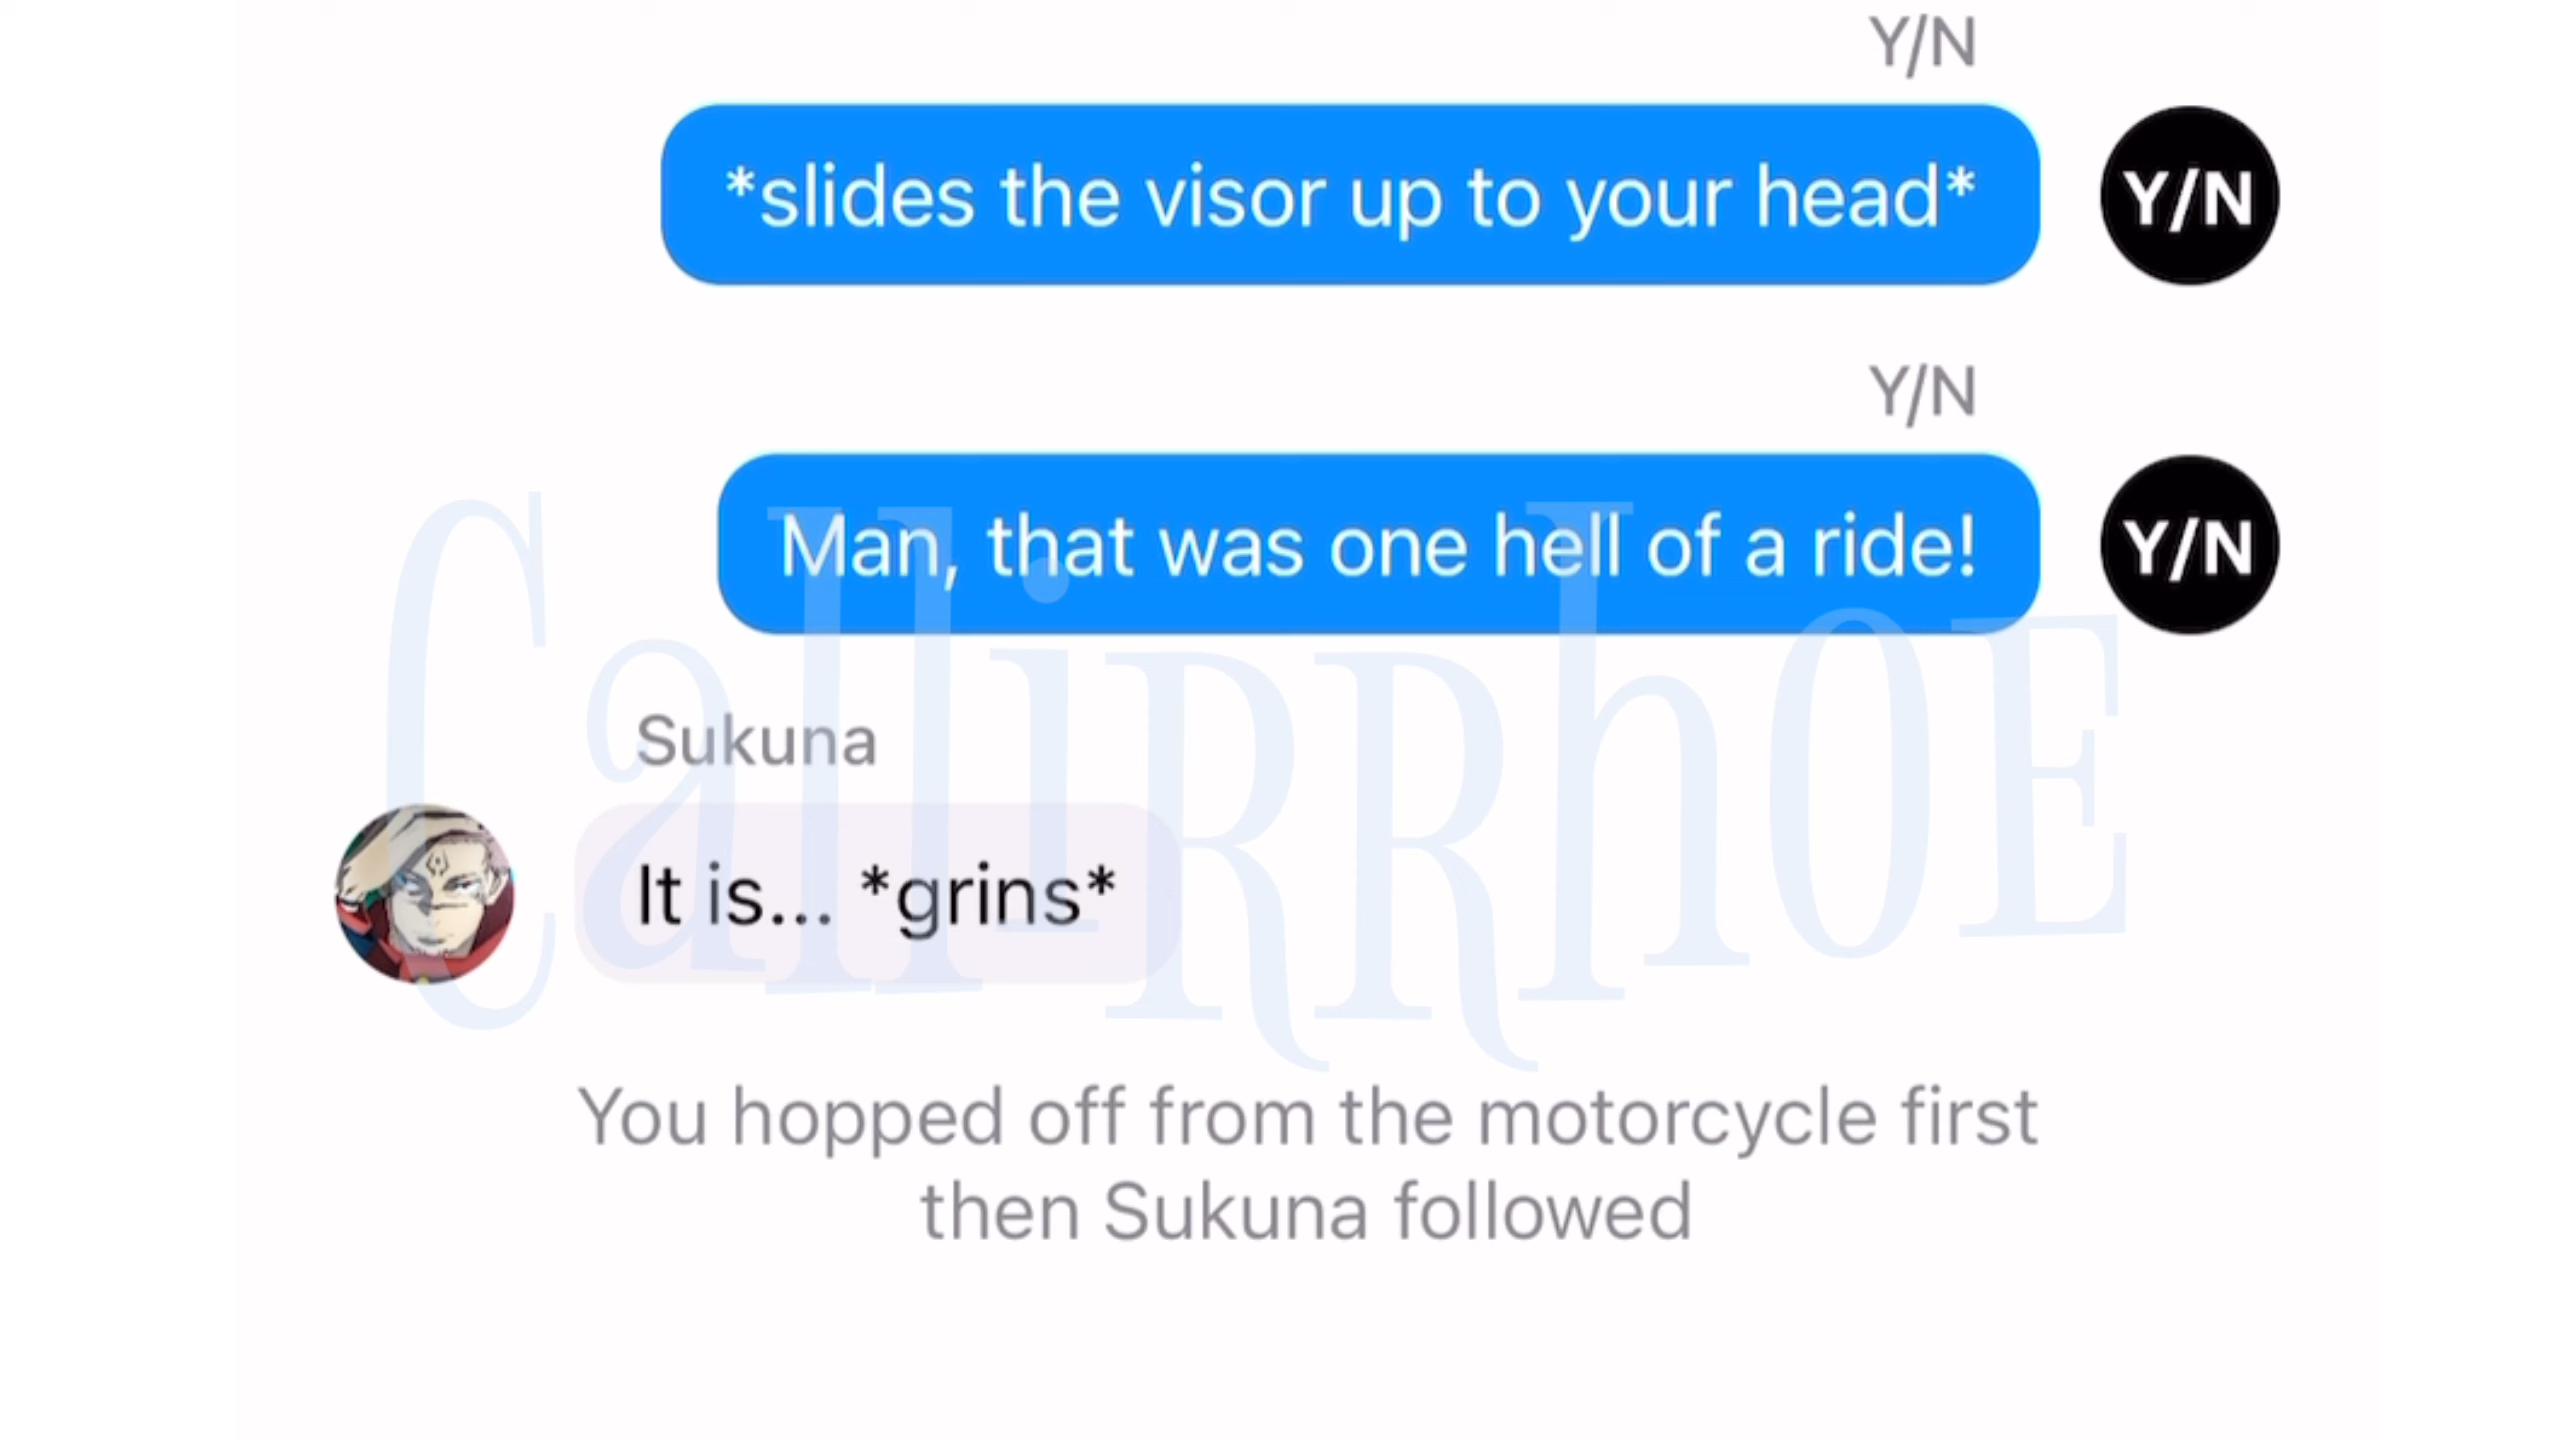 Y/N
*slides the visor up to your head*
Y/N
Y/N
Man, that was one hell of a ride!
Y/N
Sukuna
It is... *grins*
CalliRRhOE
You hopped off from the motorcycle first
then Sukuna followed